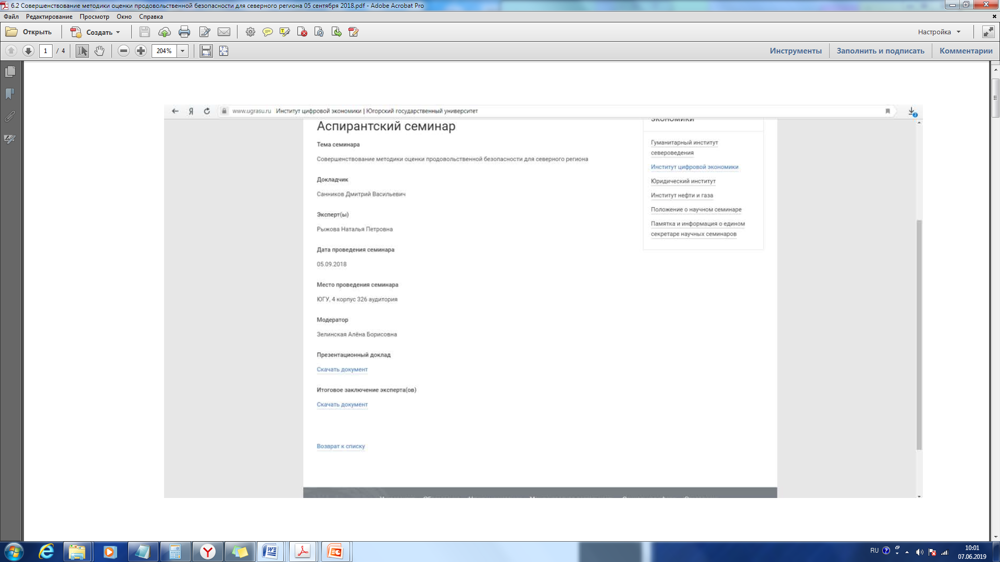 6.2 Совершенствование методики оценки продовольственной безопасности для северного региона 05 сентября 2018.pdf - Adobe Acrobat Pro
Файл Редактирование Просмотр Окно Справка
Открыть Создать Настройка
1 / 4 204% Инструменты Заполнить и подписать Комментарии
www.ugrasu.ru Институт цифровой экономики | Югорский государственный университет
Аспирантский семинар
Тема семинара
Совершенствование методики оценки продовольственной безопасности для северного региона
Докладчик
Санников Дмитрий Васильевич
Эксперт(ы)
Рыжова Наталья Петровна
Дата проведения семинара
05.09.2018
Место проведения семинара
ЮГУ, 4 корпус 326 аудитория
Модератор
Зелинская Алёна Борисовна
Презентационный доклад
Скачать документ
Итоговое заключение эксперта(ов)
Скачать документ
Возврат к списку
экономики
Гуманитарный институт
североведения
Институт цифровой экономики
Юридический институт
Институт нефти и газа
Положение о научном семинаре
Памятка и информация о едином
секретаре научных семинаров
RU
10:01
07.06.2019